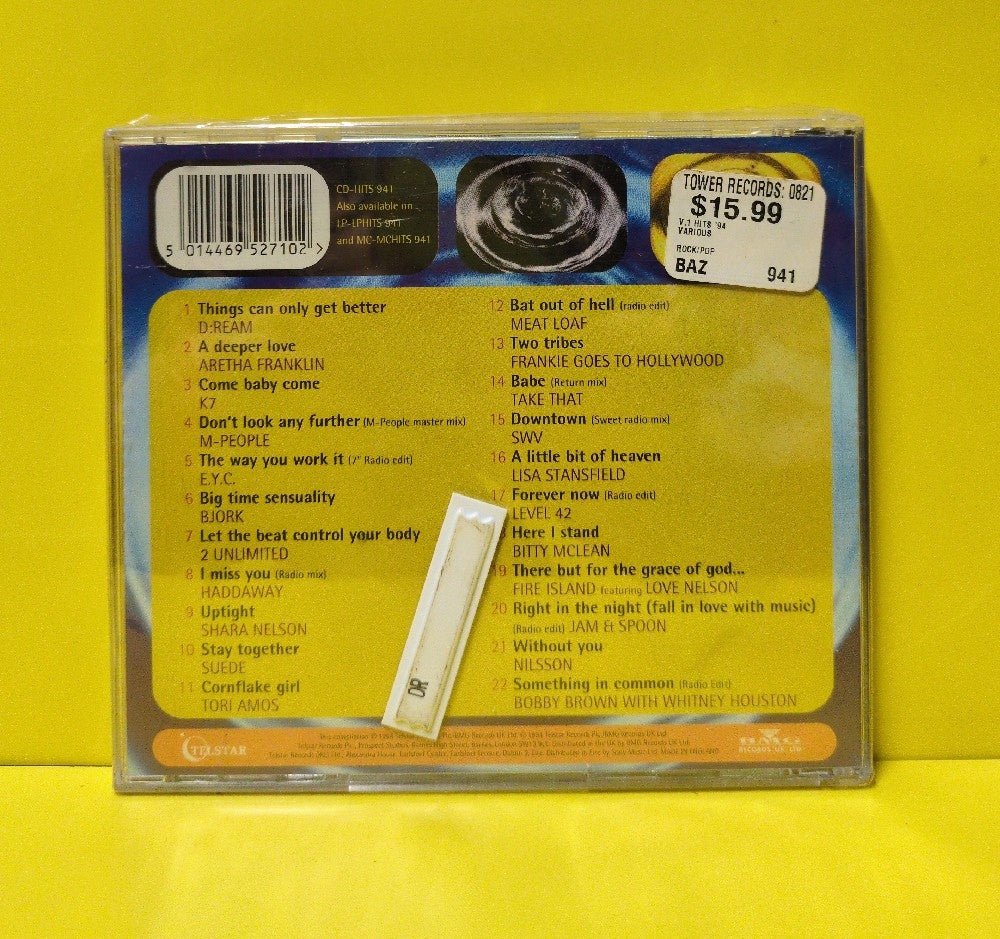 5 014469 527102 >
CD-HITS 941
Also available on...
LP-LPHITS 941
and MC-MCHITS 941
TOWER RECORDS: 0821
$15.99
V.1 HITS '94
VARIOUS
ROCK/POP
BAZ 941
1 Things can only get better
D:REAM
2 A deeper love
ARETHA FRANKLIN
3 Come baby come
K7
4 Don't look any further (M-People master mix)
M-PEOPLE
5 The way you work it (7" Radio edit)
E.Y.C.
6 Big time sensuality
BJORK
7 Let the beat control your body
2 UNLIMITED
8 I miss you (Radio mix)
HADDAWAY
9 Uptight
SHARA NELSON
10 Stay together
SUEDE
11 Cornflake girl
TORI AMOS
12 Bat out of hell (radio edit)
MEAT LOAF
13 Two tribes
FRANKIE GOES TO HOLLYWOOD
14 Babe (Return mix)
TAKE THAT
15 Downtown (Sweet radio mix)
SWV
16 A little bit of heaven
LISA STANSFIELD
17 Forever now (Radio edit)
LEVEL 42
Here I stand
BITTY MCLEAN
19 There but for the grace of god...
FIRE ISLAND featuring LOVE NELSON
20 Right in the night (fall in love with music)
(Radio edit) JAM & SPOON
21 Without you
NILSSON
22 Something in common (Radio Edit)
BOBBY BROWN WITH WHITNEY HOUSTON
DR
TELSTAR
BMG
RECORDS UK LTD